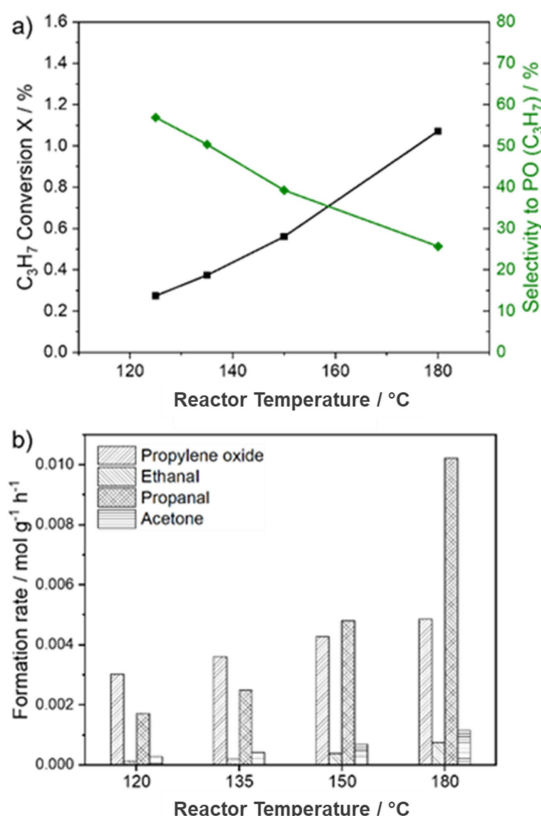 a)
1.6
1.4
1.2
1.0
0.8
0.6
0.4
0.2
0.0
C₃H₇ Conversion X / %
80
70
60
50
40
30
20
10
0
Selectivity to PO (C₃H₇) / %
120 140 160 180
Reactor Temperature / °C
b)
Propylene oxide
Ethanal
Propanal
Acetone
0.010
0.008
0.006
0.004
0.002
0.000
Formation rate / mol g⁻¹ h⁻¹
120 135 150 180
Reactor Temperature / °C